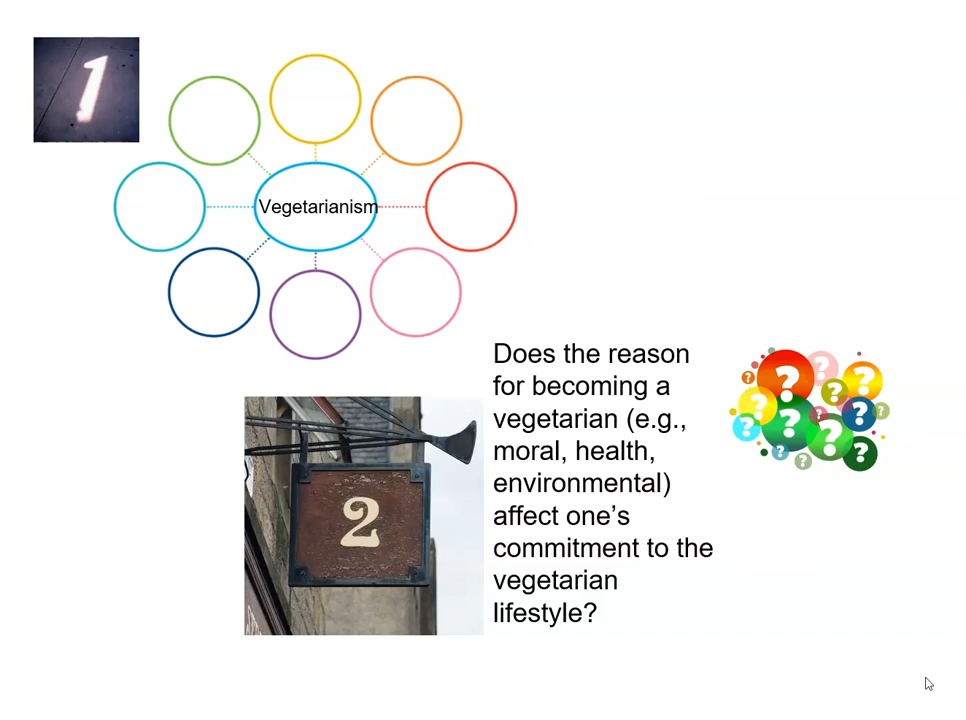 1
Vegetarianism
Does the reason
for becoming a
vegetarian (e.g.,
moral, health,
environmental)
affect one’s
commitment to the
vegetarian
lifestyle?
2
? ? ? ? ? ? ? ? ? ? ? ? ? ?